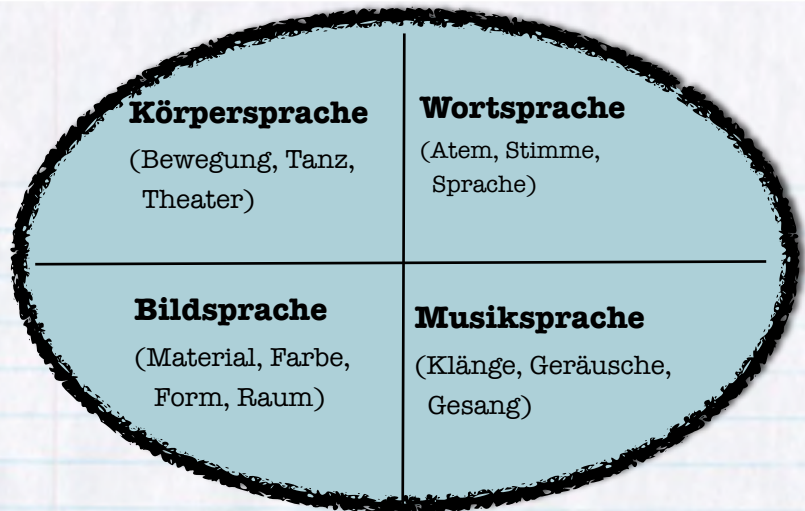 Körpersprache
(Bewegung, Tanz,
Theater)
Wortsprache
(Atem, Stimme,
Sprache)
Bildsprache
(Material, Farbe,
Form, Raum)
Musiksprache
(Klänge, Geräusche,
Gesang)